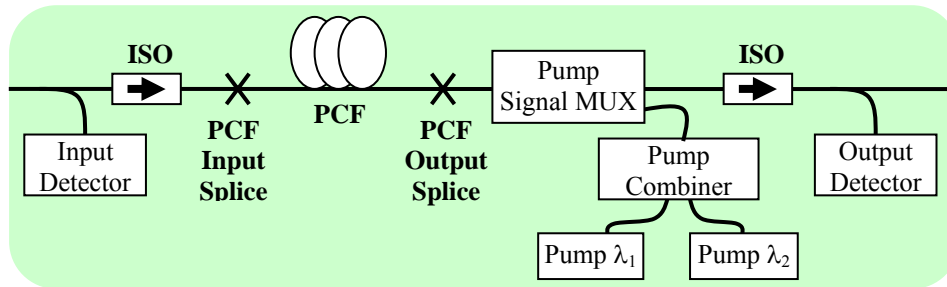 ISO
ISO
Pump
Signal MUX
PCF
PCF
Input
Splice
PCF
Output
Splice
Input
Detector
Pump
Combiner
Output
Detector
Pump λ₁
Pump λ₂